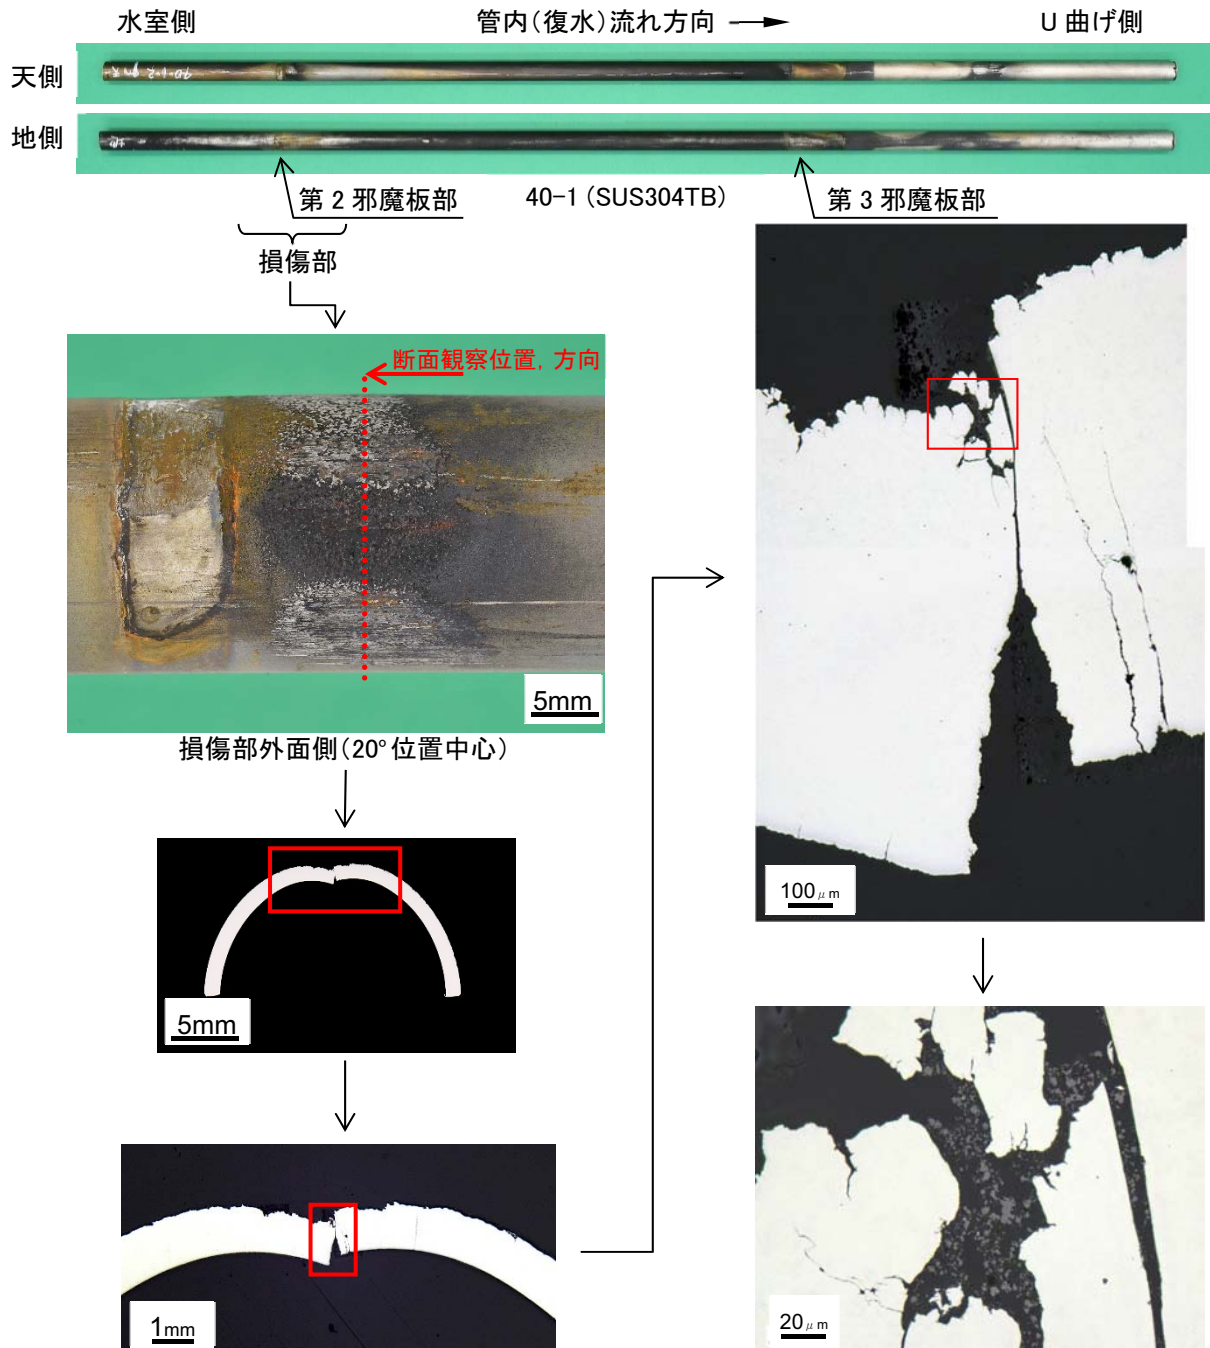 水室側
管内(復水)流れ方向
U 曲げ側
天側
地側
第 2 邪魔板部
40-1 (SUS304TB)
第 3 邪魔板部
損傷部
断面観察位置, 方向
5mm
損傷部外面側(20°位置中心)
5mm
1mm
100μm
20μm